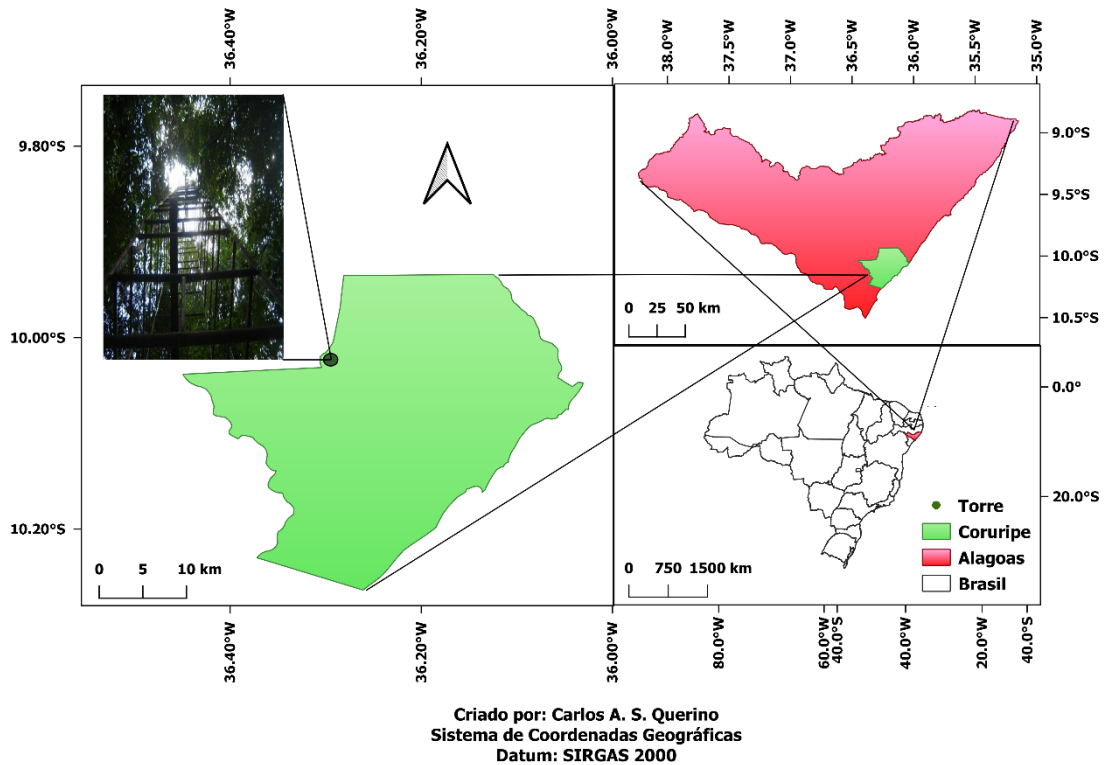 36.40°W
36.20°W
36.00°W
38.0°W
37.5°W
37.0°W
36.5°W
36.0°W
35.0°W
9.80°S
10.00°S
10.20°S
9.0°S
9.5°S
10.0°S
10.5°S
0 25 50 km
0.0°
20.0°S
Torre
Coruripe
Alagoas
Brasil
0 5 10 km
0 750 1500 km
36.40°W
36.20°W
36.00°W
80.0°W
60.0°W
40.0°S
40.0°W
20.0°W
40.0°S
Criado por: Carlos A. S. Querino
Sistema de Coordenadas Geográficas
Datum: SIRGAS 2000